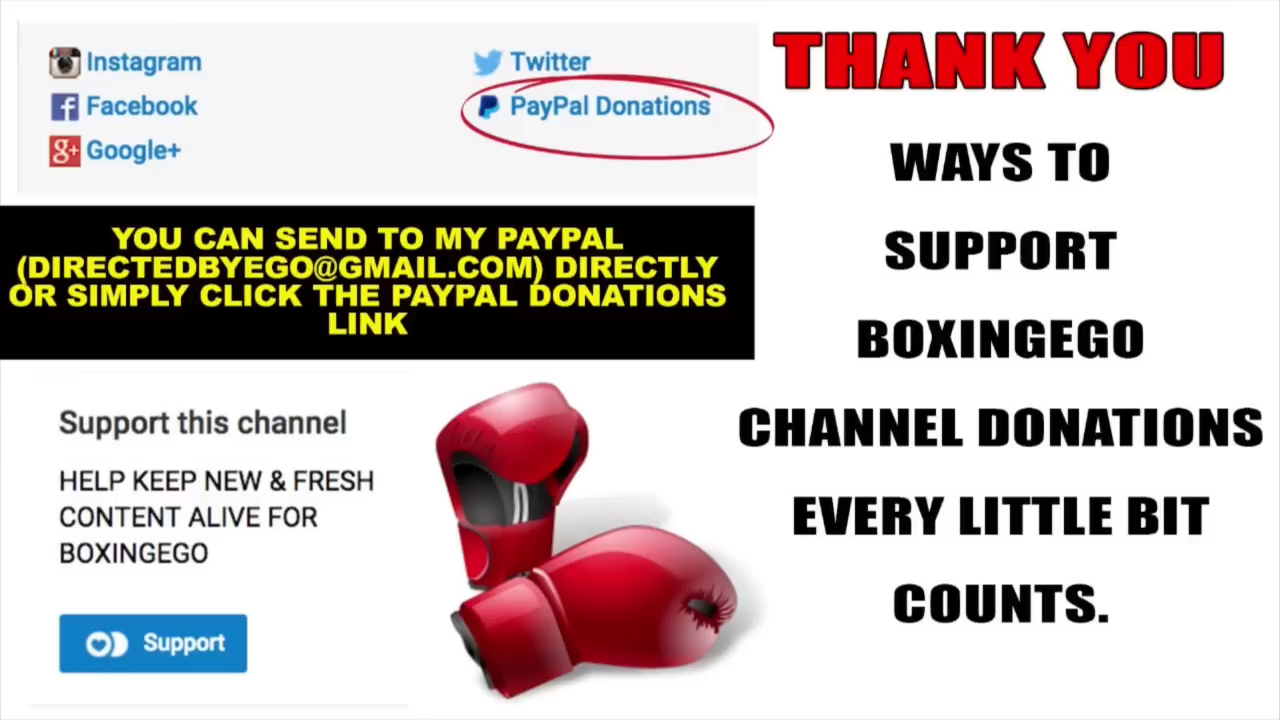 Instagram
Twitter
Facebook
PayPal Donations
Google+
YOU CAN SEND TO MY PAYPAL
(DIRECTEDBYEGO@GMAIL.COM) DIRECTLY
OR SIMPLY CLICK THE PAYPAL DONATIONS
LINK
Support this channel
HELP KEEP NEW & FRESH
CONTENT ALIVE FOR
BOXINGEGO
Support
THANK YOU
WAYS TO
SUPPORT
BOXINGEGO
CHANNEL DONATIONS
EVERY LITTLE BIT
COUNTS.